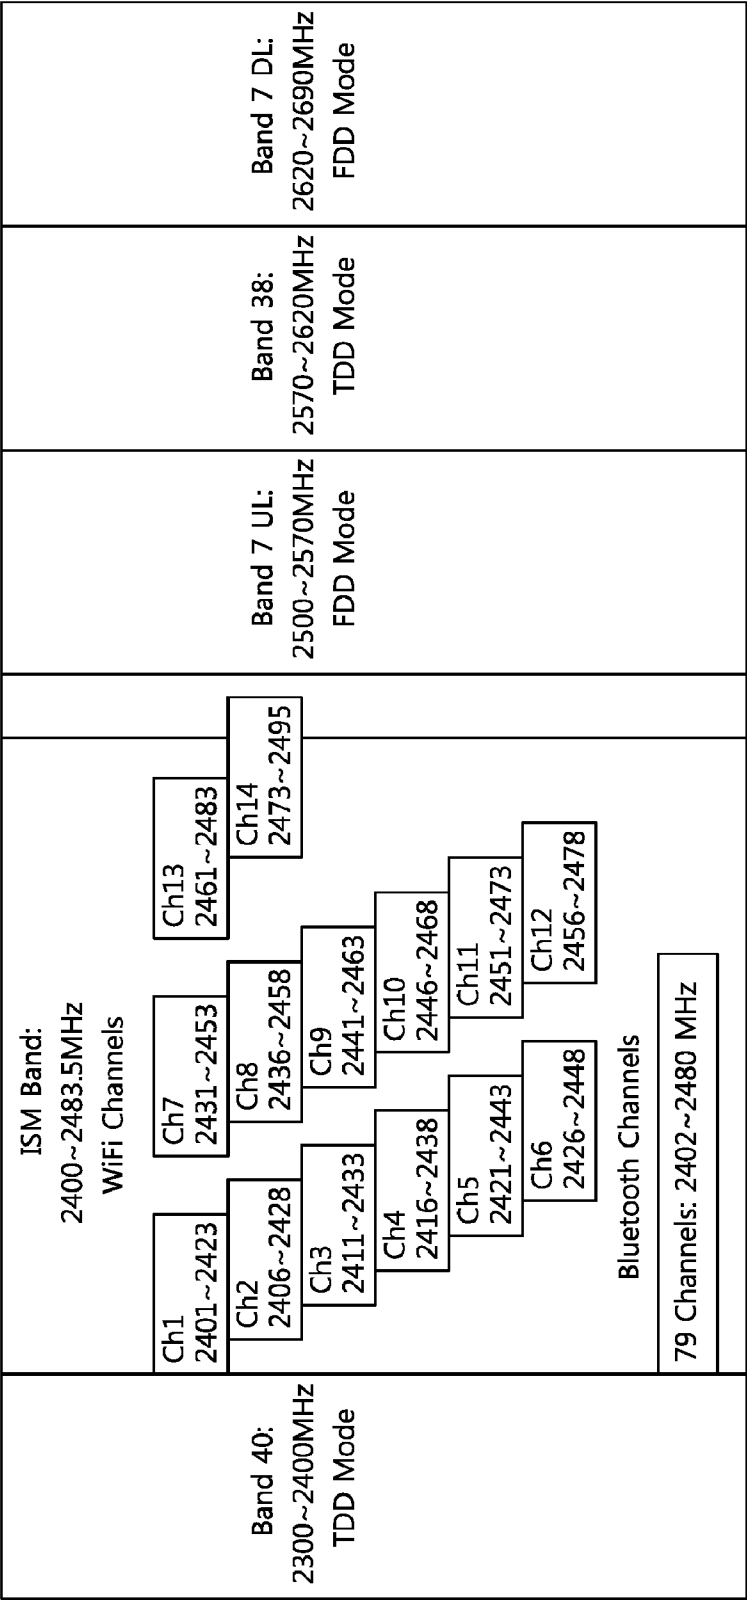 Band 40:
2300~2400MHz
TDD Mode
ISM Band:
2400~2483.5MHz
WiFi Channels
Ch1
2401~2423
Ch2
2406~2428
Ch3
2411~2433
Ch4
2416~2438
Ch5
2421~2443
Ch6
2426~2448
Ch7
2431~2453
Ch8
2436~2458
Ch9
2441~2463
Ch10
2446~2468
Ch11
2451~2473
Ch12
2456~2478
Ch13
2461~2483
Ch14
2473~2495
Bluetooth Channels
79 Channels: 2402~2480 MHz
Band 7 UL:
2500~2570MHz
FDD Mode
Band 38:
2570~2620MHz
TDD Mode
Band 7 DL:
2620~2690MHz
FDD Mode